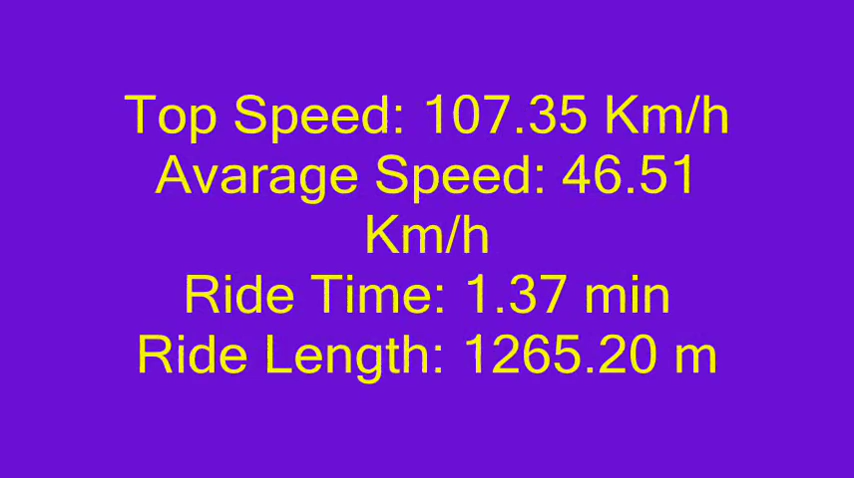 Top Speed: 107.35 Km/h
Avarage Speed: 46.51
Km/h
Ride Time: 1.37 min
Ride Length: 1265.20 m